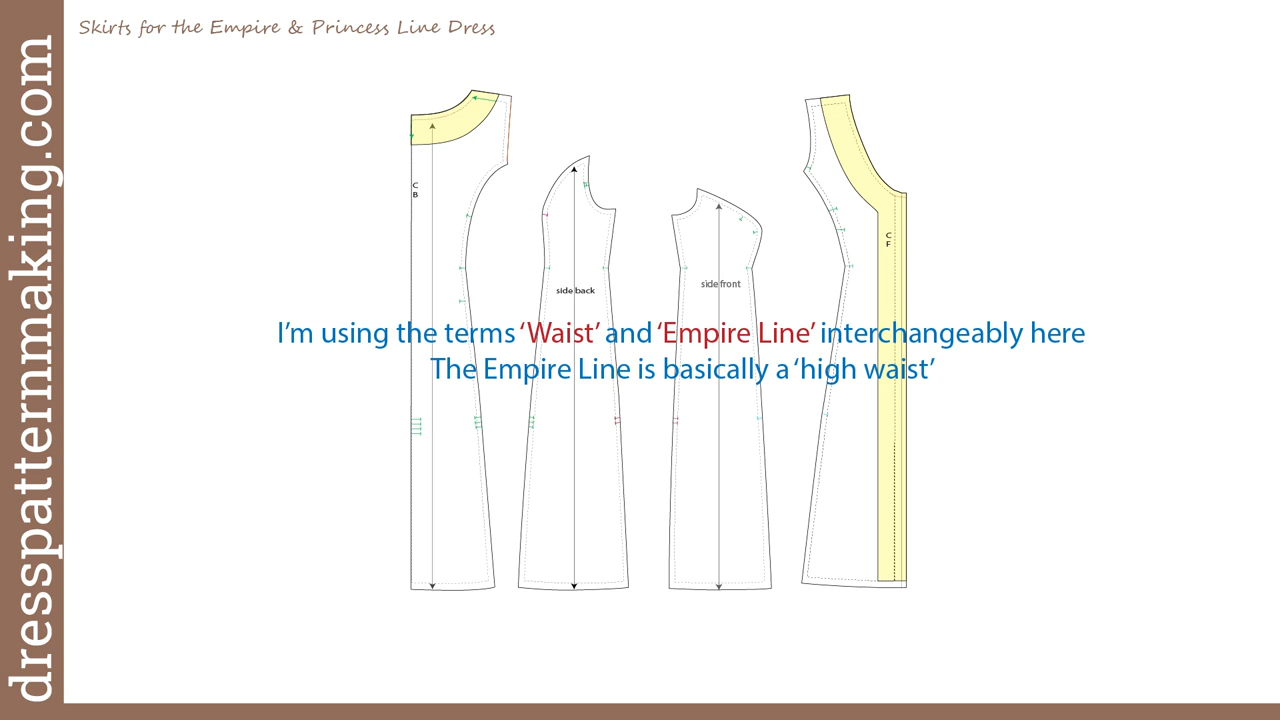 Skirts for the Empire & Princess Line Dress
dresspatternmaking.com
C
B
side back
side front
C
F
I'm using the terms ‘Waist’ and ‘Empire Line’ interchangeably here
The Empire Line is basically a ‘high waist’